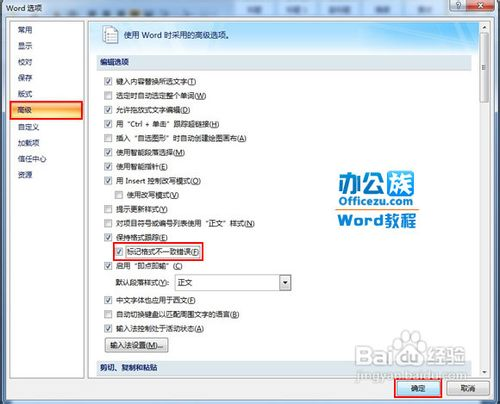 Word 选项
常用
显示
校对
保存
版式
高级
自定义
加载项
信任中心
资源
使用 Word 时采用的高级选项。
编辑选项
键入内容替换所选文字(T)
选定时自动选定整个单词(W)
允许拖放式文字编辑(D)
用“Ctrl + 单击”跟踪超链接(H)
插入“自选图形”时自动创建绘图画布(A)
使用智能段落选择(M)
使用智能指针(E)
用 Insert 控制改写模式(O)
使用改写模式(V)
提示更新样式(Y)
对项目符号或编号列表使用“正文”样式(N)
保持格式跟踪(E)
标记格式不一致错误(F)
启用“即点即输”(C)
默认段落样式(Y): 正文
中文字体也应用于西文(F)
自动切换键盘以匹配周围文字的语言(B)
输入法控制处于活动状态(A)
输入法设置(M)...
剪切、复制和粘贴
办公族
Officezu.com
Word教程
Baidu 经验
jingyan.baidu.com
确定
取消